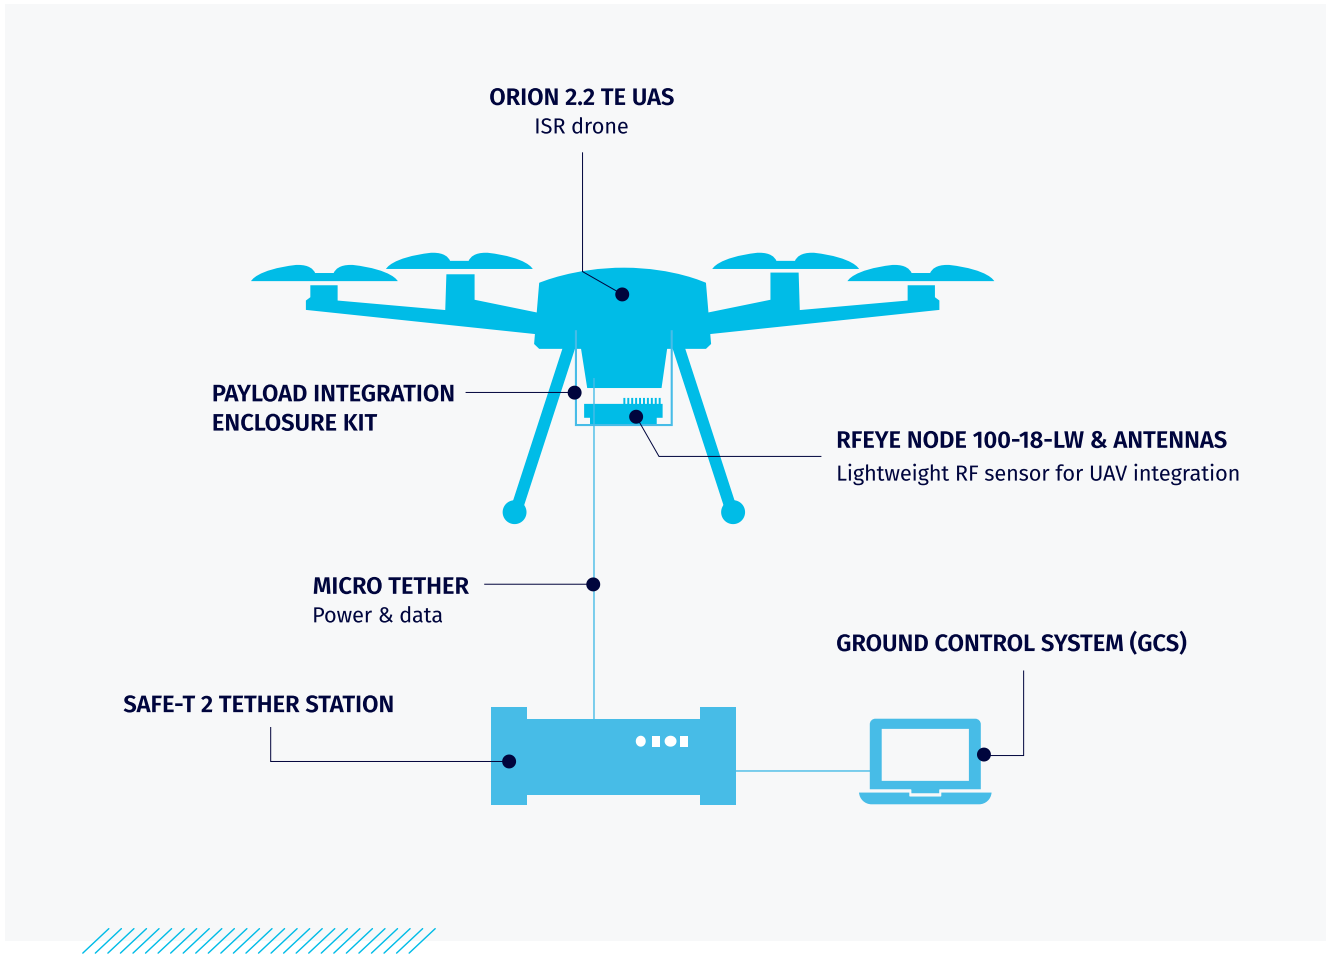 ORION 2.2 TE UAS
ISR drone
PAYLOAD INTEGRATION
ENCLOSURE KIT
RFEYE NODE 100-18-LW & ANTENNAS
Lightweight RF sensor for UAV integration
MICRO TETHER
Power & data
GROUND CONTROL SYSTEM (GCS)
SAFE-T 2 TETHER STATION